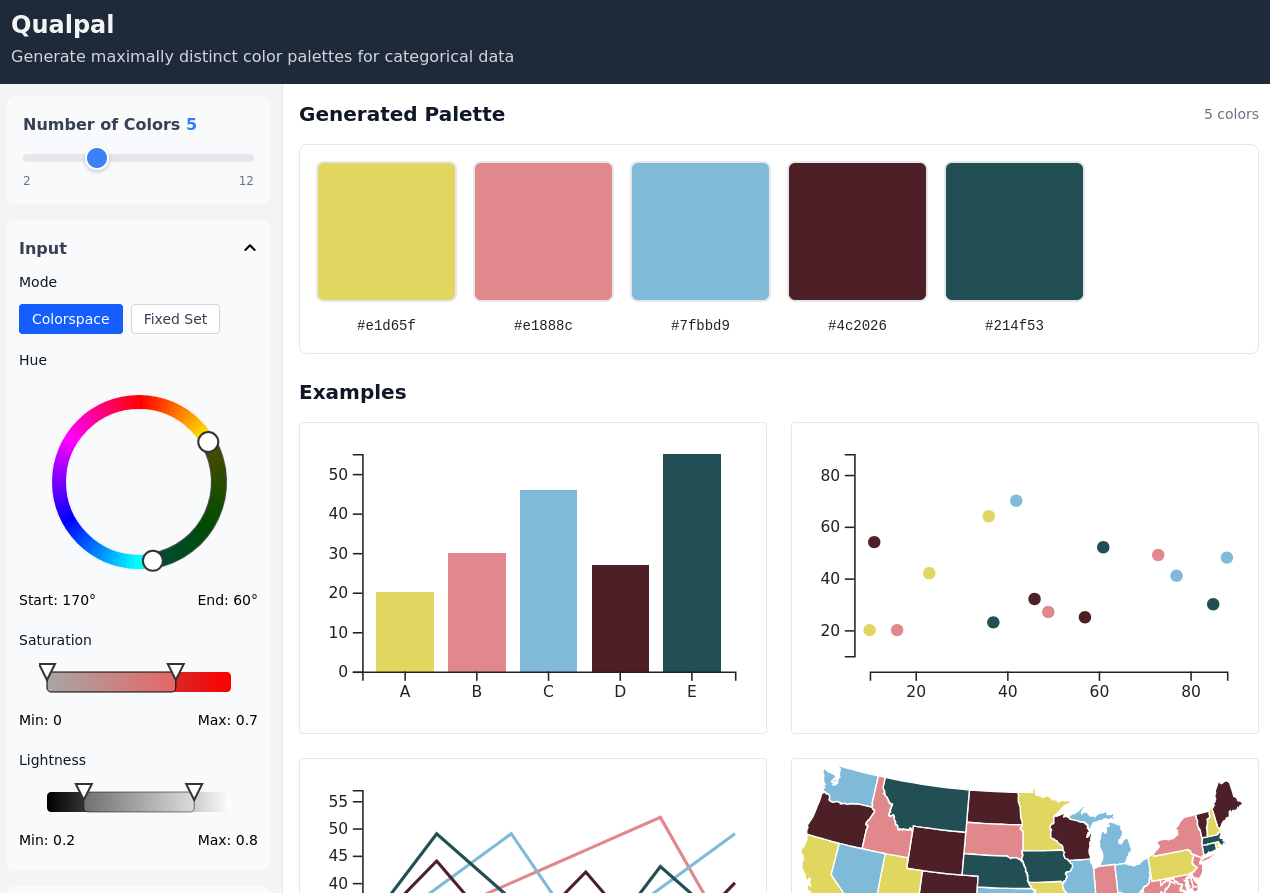 Qualpal
Generate maximally distinct color palettes for categorical data
Number of Colors 5
2 12
Input
Mode
Colorspace Fixed Set
Hue
Start: 170° End: 60°
Saturation
Min: 0 Max: 0.7
Lightness
Min: 0.2 Max: 0.8
Generated Palette 5 colors
#e1d65f #e1888c #7fbbd9 #4c2026 #214f53
Examples
50
40
30
20
10
0
A B C D E
80
60
40
20
20 40 60 80
55
50
45
40